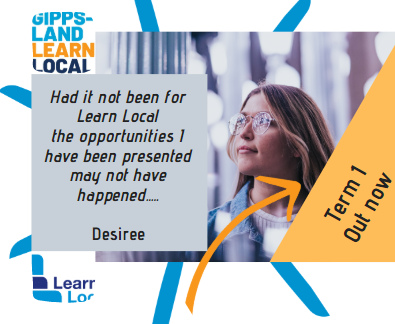 GIPPS-
LAND
LEARN
LOCAL
Had it not been for
Learn Local
the opportunities I
have been presented
may not have
happened.....
Desiree
Term 1
Out now
Learn